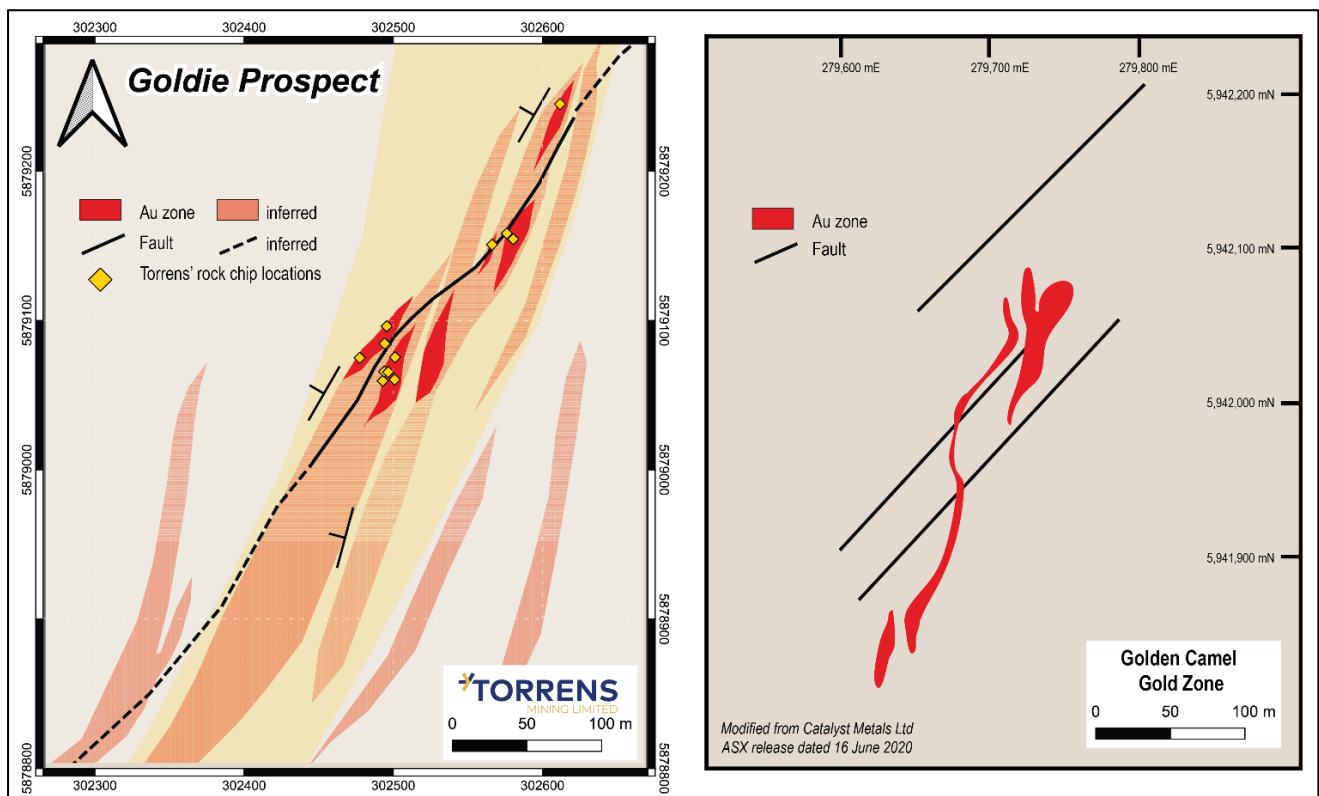 302300
302400
302500
302600
Goldie Prospect
5879200
5879200
Au zone
inferred
Fault
inferred
Torrens' rock chip locations
5879100
5879100
5879000
5879000
5878900
5878900
TORRENS
MINING LIMITED
0
50
100 m
5878800
5878800
302300
302400
302500
302600
279,600 mE
279,700 mE
279,800 mE
5,942,200 mN
Au zone
Fault
5,942,100 mN
5,942,000 mN
5,941,900 mN
Golden Camel
Gold Zone
0
50
100 m
Modified from Catalyst Metals Ltd
ASX release dated 16 June 2020